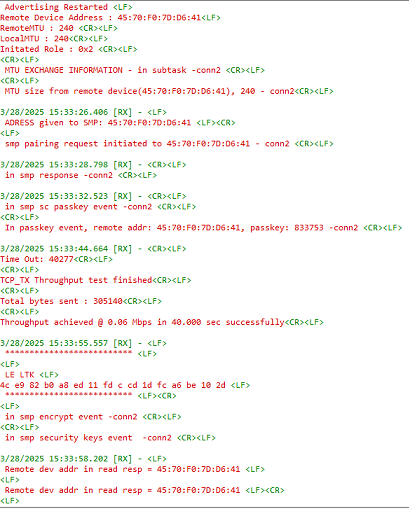 Advertising Restarted <LF>
Remote Device Address : 45:70:F0:7D:D6:41<LF>
RemoteMTU : 240 <CR><LF>
LocalMTU : 240<CR><LF>
Initated Role : 0x2 <CR><LF>
<CR><LF>
MTU EXCHANGE INFORMATION - in subtask -conn2 <CR><LF>
<CR><LF>
MTU size from remote device(45:70:F0:7D:D6:41), 240 - conn2<CR><LF>
3/28/2025 15:33:26.406 [RX] - <LF>
ADRESS given to SMP: 45:70:F0:7D:D6:41 <LF><CR>
<LF>
smp pairing request initiated to 45:70:F0:7D:D6:41 - conn2 <CR><LF>
3/28/2025 15:33:28.798 [RX] - <CR><LF>
in smp response -conn2 <CR><LF>
3/28/2025 15:33:32.523 [RX] - <CR><LF>
in smp sc passkey event -conn2 <CR><LF>
<CR><LF>
In passkey event, remote addr: 45:70:F0:7D:D6:41, passkey: 833753 -conn2 <CR><LF>
3/28/2025 15:33:44.664 [RX] - <CR><LF>
Time Out: 40277<CR><LF>
<CR><LF>
TCP_TX Throughput test finished<CR><LF>
<CR><LF>
Total bytes sent : 305140<CR><LF>
<CR><LF>
Throughput achieved @ 0.06 Mbps in 40.000 sec successfully<CR><LF>
3/28/2025 15:33:55.557 [RX] - <LF>
************************** <LF>
<LF>
LE LTK <LF>
4c e9 82 b0 a8 ed 11 fd c cd 1d fc a6 be 10 2d <LF>
************************** <LF><CR>
<LF>
in smp encrypt event -conn2 <CR><LF>
<CR><LF>
in smp security keys event  -conn2 <CR><LF>
3/28/2025 15:33:58.202 [RX] - <LF>
Remote dev addr in read resp = 45:70:F0:7D:D6:41 <LF>
<LF>
Remote dev addr in read resp = 45:70:F0:7D:D6:41 <LF><CR>
<LF>